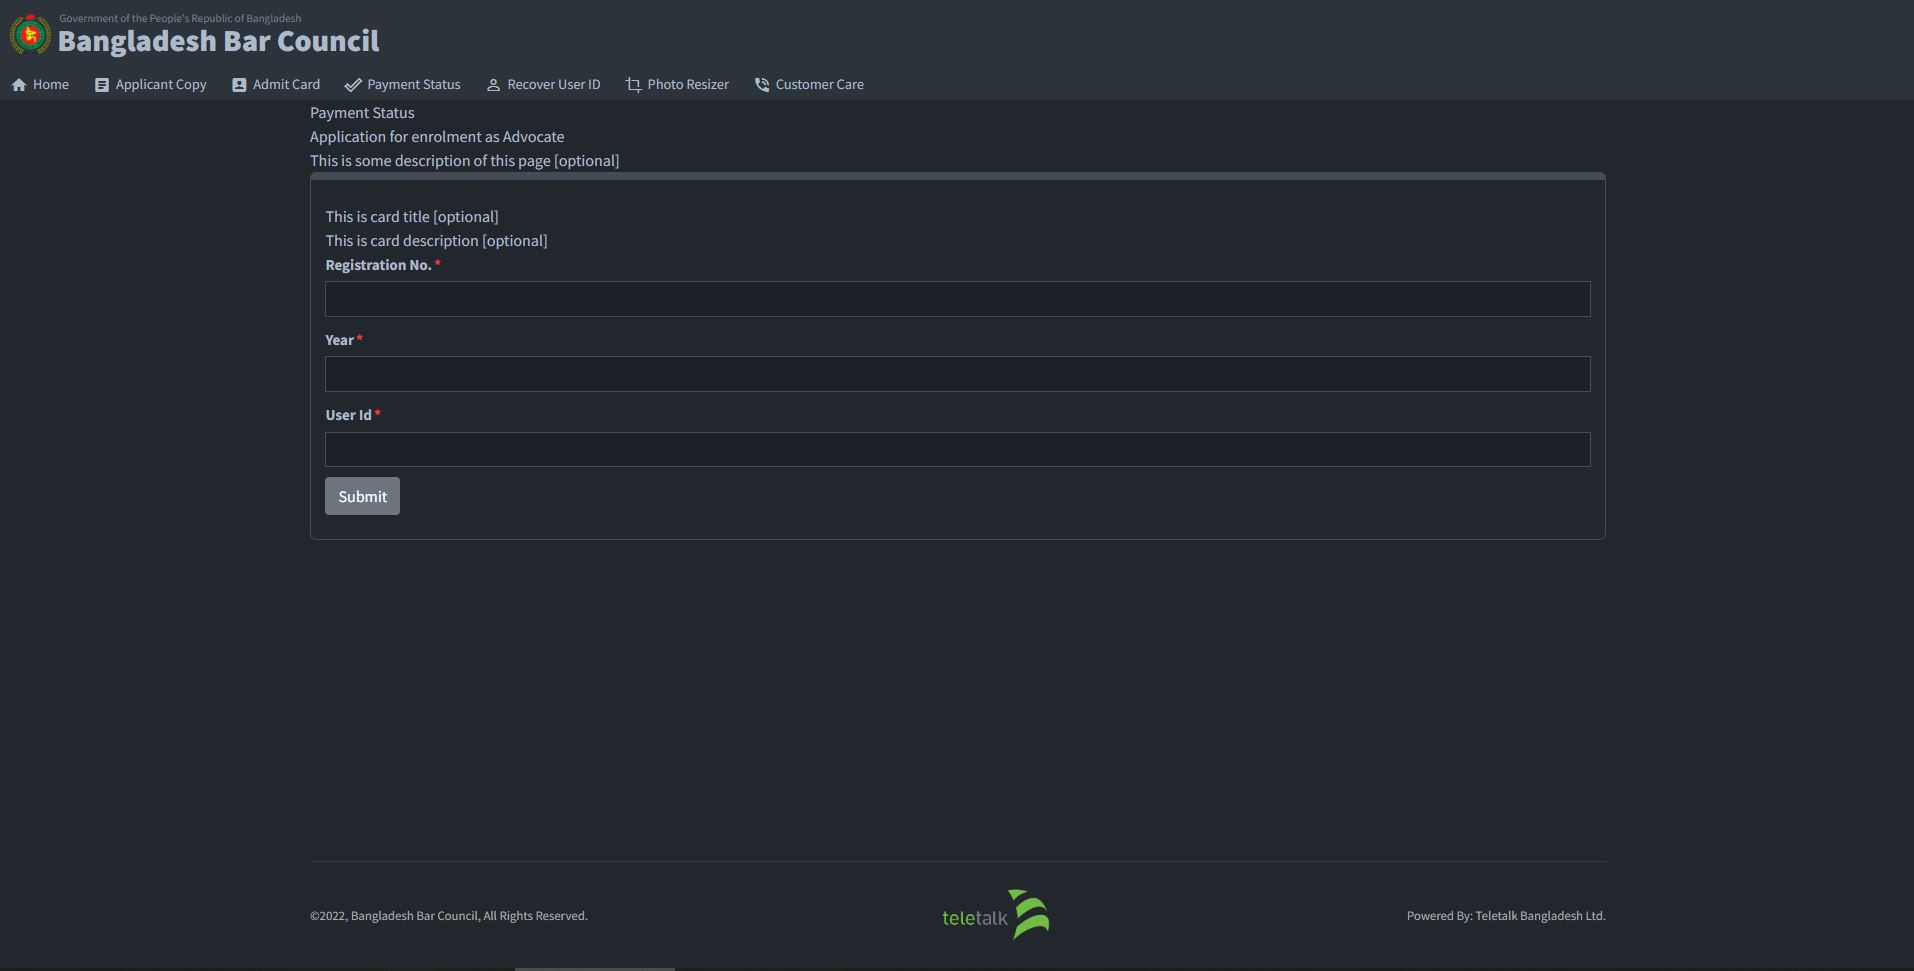 Government of the People's Republic of Bangladesh
Bangladesh Bar Council
Home Applicant Copy Admit Card Payment Status Recover User ID Photo Resizer Customer Care
Payment Status
Application for enrolment as Advocate
This is some description of this page [optional]
This is card title [optional]
This is card description [optional]
Registration No. *
Year *
User Id *
Submit
©2022, Bangladesh Bar Council, All Rights Reserved. teletalk Powered By: Teletalk Bangladesh Ltd.